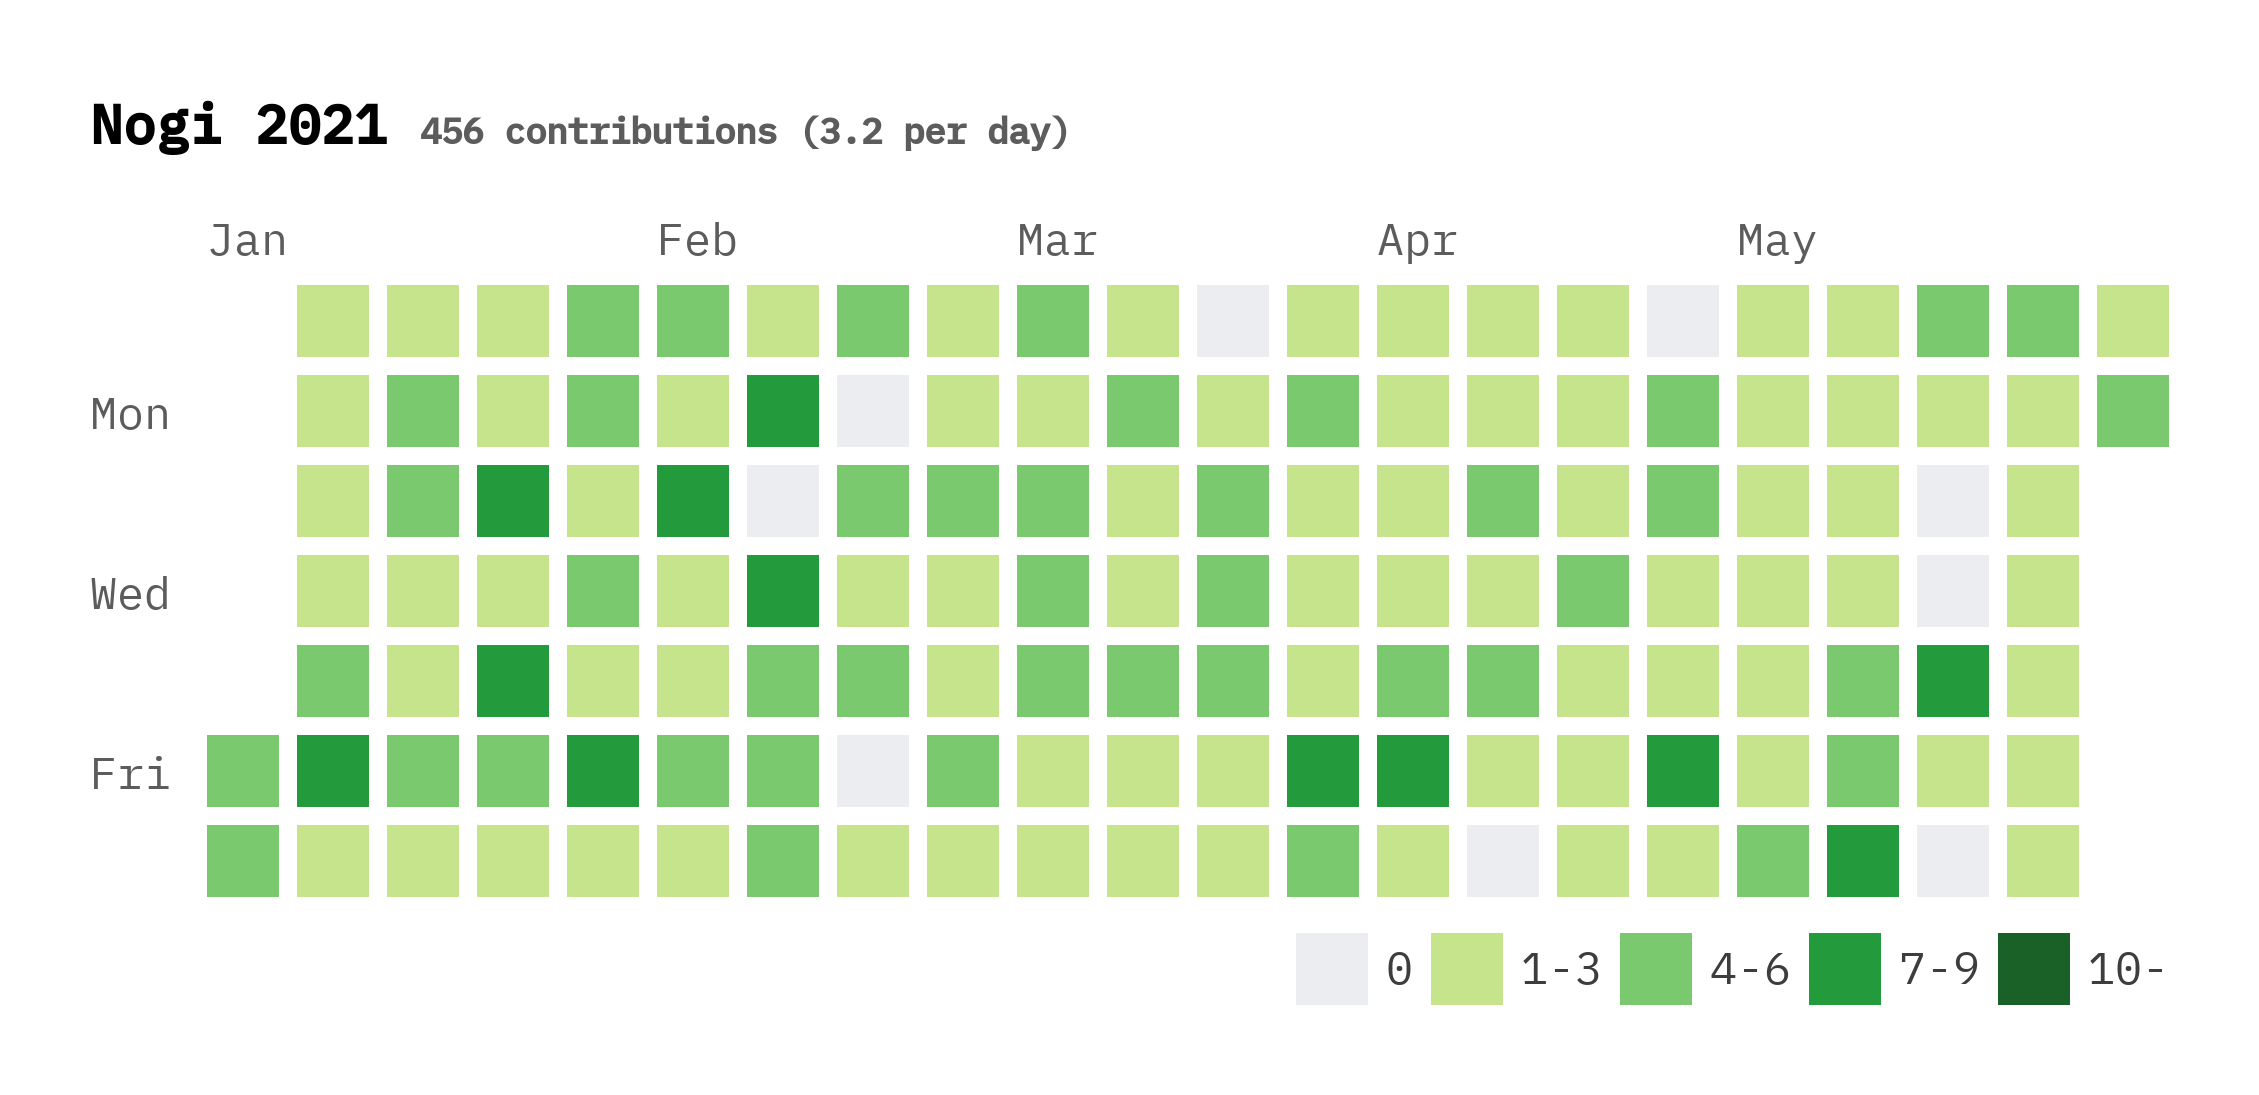 Nogi 2021 456 contributions (3.2 per day)
Jan Feb Mar Apr May
Mon
Wed
Fri
0 1-3 4-6 7-9 10-